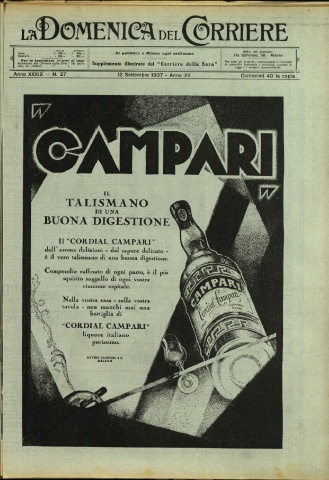 LA DOMENICA DEL CORRIERE
Si pubblica a Milano ogni settimana
Supplemento illustrato del "Corriere della Sera"
Anno XXXIX - N. 37
12 Settembre 1937 - Anno XV
Centesimi 40 la copia
CAMPARI
IL
TALISMANO
DI UNA
BUONA DIGESTIONE
Il "CORDIAL CAMPARI"
dall'aroma delizioso - dal sapore delicato -
è il vero talismano di una buona digestione.
Compendio raffinato di ogni pasto, è il più
squisito suggello di ogni vostra
riunione ospitale.
Nella vostra casa - sulla vostra
tavola - non manchi mai una
bottiglia di
"CORDIAL CAMPARI"
liquore italiano
purissimo.
DAVIDE CAMPARI & C.
MILANO
CAMPARI
Cordial Campari